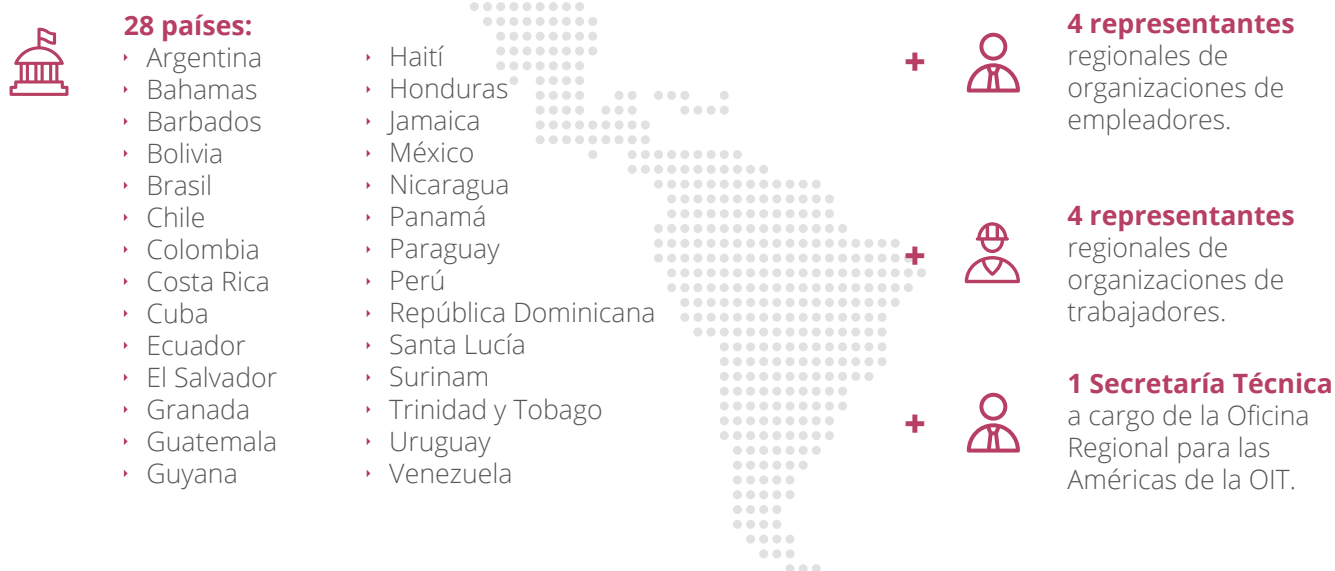 28 países:
‣ Argentina
‣ Bahamas
‣ Barbados
‣ Bolivia
‣ Brasil
‣ Chile
‣ Colombia
‣ Costa Rica
‣ Cuba
‣ Ecuador
‣ El Salvador
‣ Granada
‣ Guatemala
‣ Guyana
‣ Haití
‣ Honduras
‣ Jamaica
‣ México
‣ Nicaragua
‣ Panamá
‣ Paraguay
‣ Perú
‣ República Dominicana
‣ Santa Lucía
‣ Surinam
‣ Trinidad y Tobago
‣ Uruguay
‣ Venezuela
+
4 representantes
regionales de
organizaciones de
empleadores.
+
4 representantes
regionales de
organizaciones de
trabajadores.
+
1 Secretaría Técnica
a cargo de la Oficina
Regional para las
Américas de la OIT.